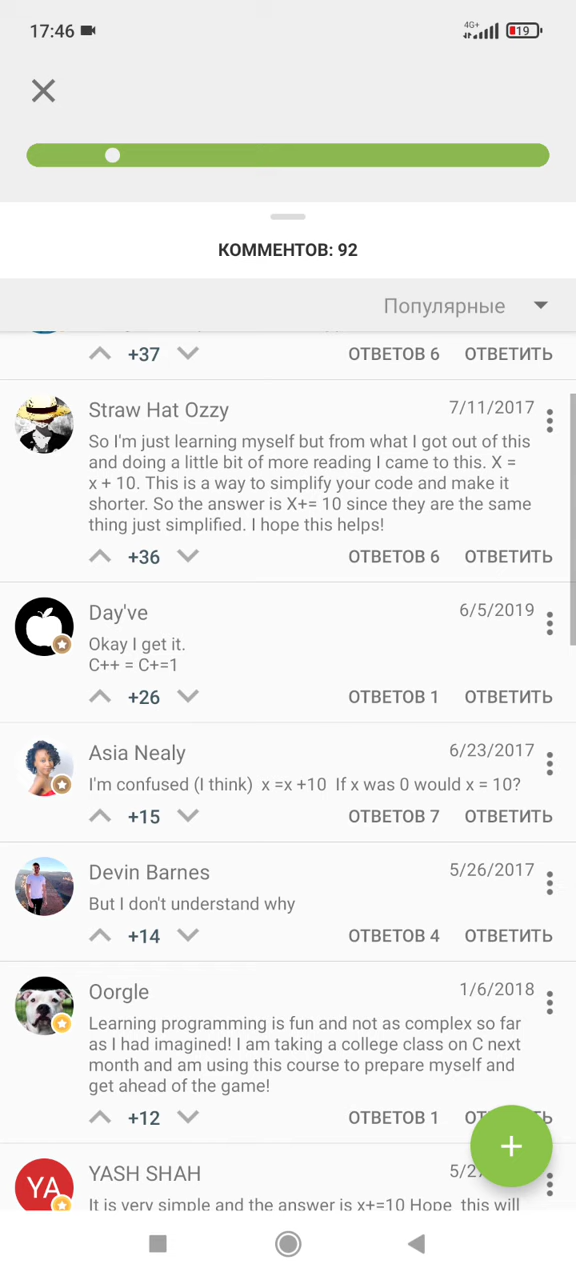 17:46
4G+
19
КОММЕНТОВ: 92
Популярные
+37 ОТВЕТОВ 6 ОТВЕТИТЬ
Straw Hat Ozzy 7/11/2017
So I'm just learning myself but from what I got out of this
and doing a little bit of more reading I came to this. X =
x + 10. This is a way to simplify your code and make it
shorter. So the answer is X+= 10 since they are the same
thing just simplified. I hope this helps!
+36 ОТВЕТОВ 6 ОТВЕТИТЬ
Day've 6/5/2019
Okay I get it.
C++ = C+=1
+26 ОТВЕТОВ 1 ОТВЕТИТЬ
Asia Nealy 6/23/2017
I'm confused (I think) x =x +10 If x was 0 would x = 10?
+15 ОТВЕТОВ 7 ОТВЕТИТЬ
Devin Barnes 5/26/2017
But I don't understand why
+14 ОТВЕТОВ 4 ОТВЕТИТЬ
Oorgle 1/6/2018
Learning programming is fun and not as complex so far
as I had imagined! I am taking a college class on C next
month and am using this course to prepare myself and
get ahead of the game!
+12 ОТВЕТОВ 1
YA
YASH SHAH
It is very simple and the answer is x+=10 Hope this will